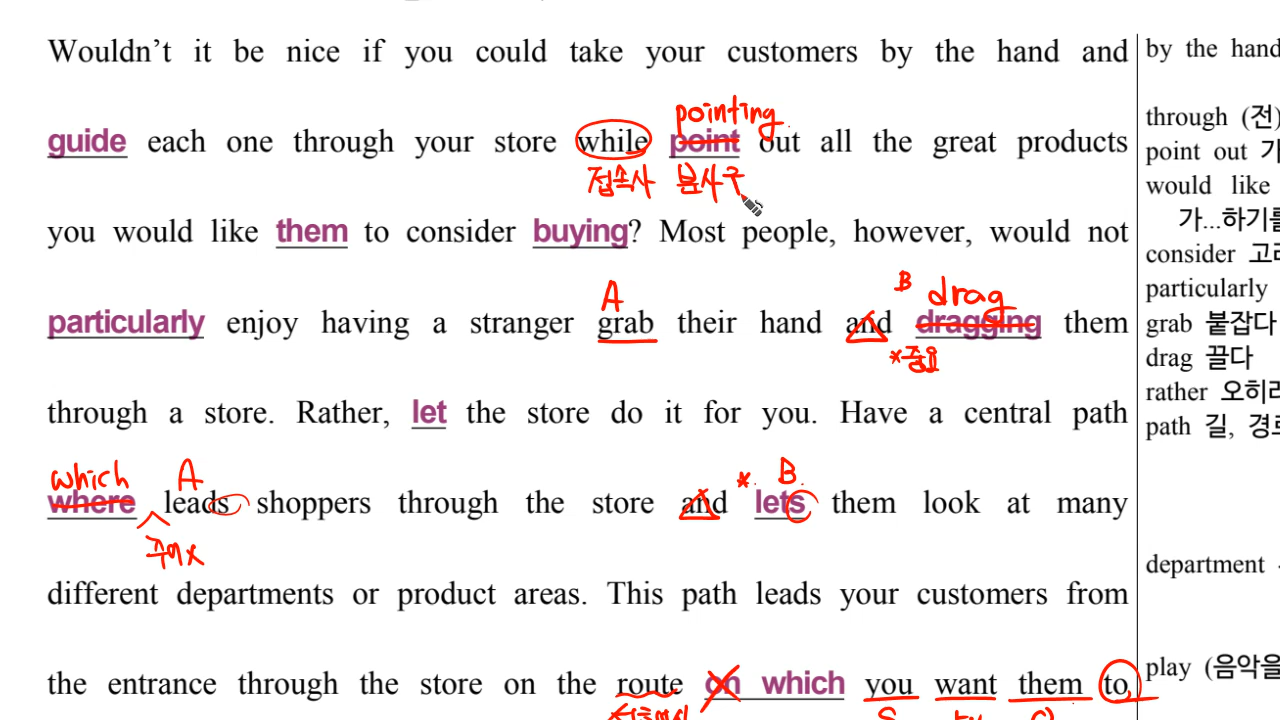 Wouldn't it be nice if you could take your customers by the hand and
by the hand
pointing
guide each one through your store while point out all the great products
through (전)
point out 가
접속사 분사구
would like
you would like them to consider buying? Most people, however, would not
가...하기를
consider 고려
particularly
A B drag
particularly enjoy having a stranger grab their hand and dragging them
grab 붙잡다
*중요
drag 끌다
through a store. Rather, let the store do it for you. Have a central path
rather 오히려
path 길, 경로
which A * B
where leads shoppers through the store and lets them look at many
주어x
department
different departments or product areas. This path leads your customers from
the entrance through the store on the route on which you want them to
play (음악을
S O